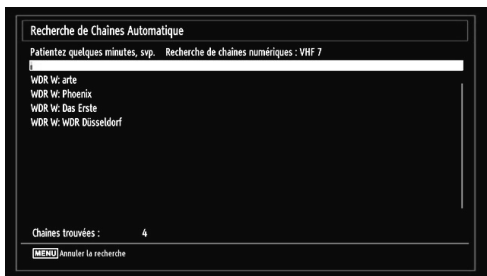 Recherche de Chaînes Automatique
Patientez quelques minutes, svp. Recherche de chaines numériques : VHF 7
WDR W: arte
WDR W: Phoenix
WDR W: Das Erste
WDR W: WDR Düsseldorf
Chaines trouvées : 4
MENU Annuler la recherche